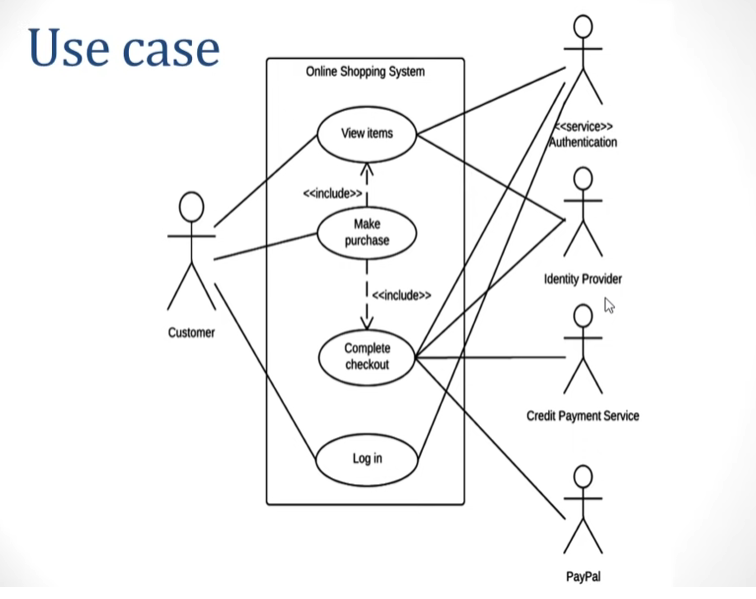 Use case
Online Shopping System
View items
<<service>>
Authentication
<<include>>
Make
purchase
Identity Provider
<<include>>
Customer
Complete
checkout
Credit Payment Service
Log in
PayPal